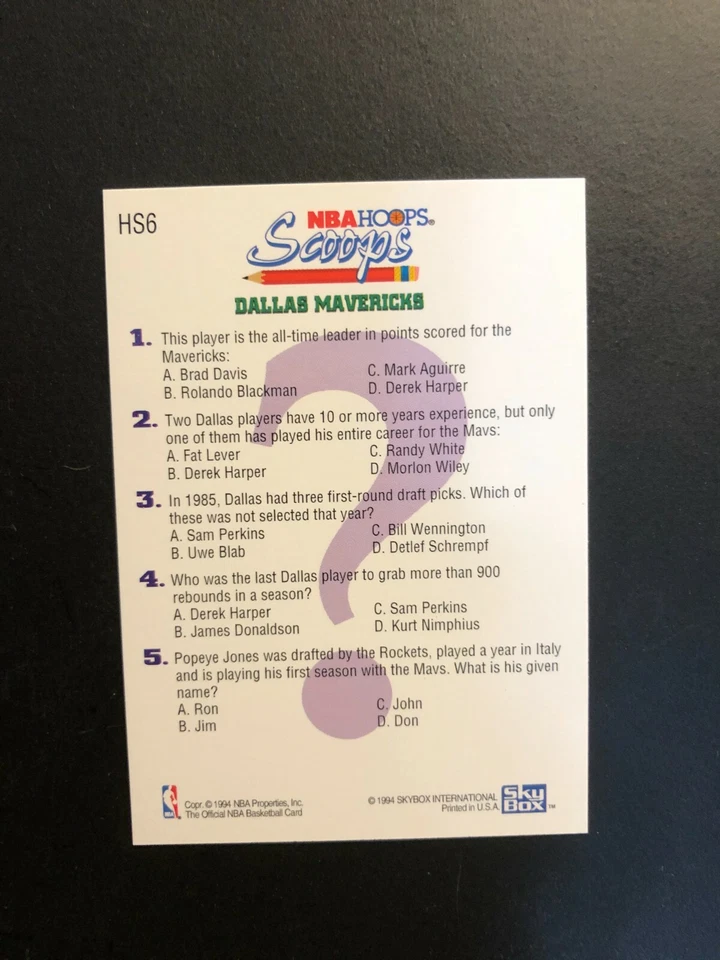 HS6
NBA HOOPS®
Scoops
DALLAS MAVERICKS
1. This player is the all-time leader in points scored for the
Mavericks:
A. Brad Davis C. Mark Aguirre
B. Rolando Blackman D. Derek Harper
2. Two Dallas players have 10 or more years experience, but only
one of them has played his entire career for the Mavs:
A. Fat Lever C. Randy White
B. Derek Harper D. Morlon Wiley
3. In 1985, Dallas had three first-round draft picks. Which of
these was not selected that year?
A. Sam Perkins C. Bill Wennington
B. Uwe Blab D. Detlef Schrempf
4. Who was the last Dallas player to grab more than 900
rebounds in a season?
A. Derek Harper C. Sam Perkins
B. James Donaldson D. Kurt Nimphius
5. Popeye Jones was drafted by the Rockets, played a year in Italy
and is playing his first season with the Mavs. What is his given
name?
A. Ron C. John
B. Jim D. Don
NBA
Copr. © 1994 NBA Properties, Inc.
The Official NBA Basketball Card
© 1994 SKYBOX INTERNATIONAL
Printed in U.S.A.
Sky
Box™